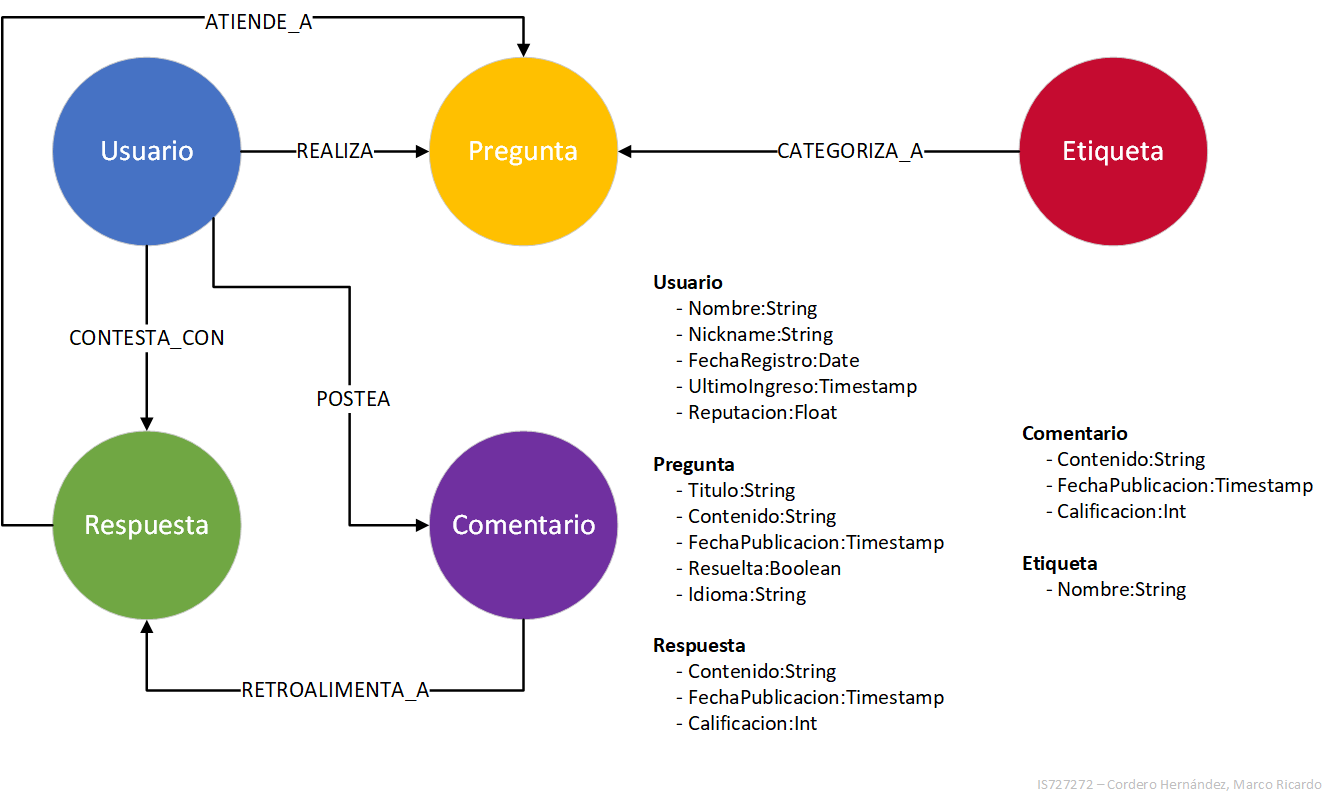 ATIENDE_A
Usuario
REALIZA
Pregunta
CATEGORIZA_A
Etiqueta
CONTESTA_CON
POSTEA
Respuesta
Comentario
RETROALIMENTA_A
Usuario
- Nombre:String
- Nickname:String
- FechaRegistro:Date
- UltimoIngreso:Timestamp
- Reputacion:Float
Pregunta
- Titulo:String
- Contenido:String
- FechaPublicacion:Timestamp
- Resuelta:Boolean
- Idioma:String
Respuesta
- Contenido:String
- FechaPublicacion:Timestamp
- Calificacion:Int
Comentario
- Contenido:String
- FechaPublicacion:Timestamp
- Calificacion:Int
Etiqueta
- Nombre:String
IS727272 – Cordero Hernández, Marco Ricardo